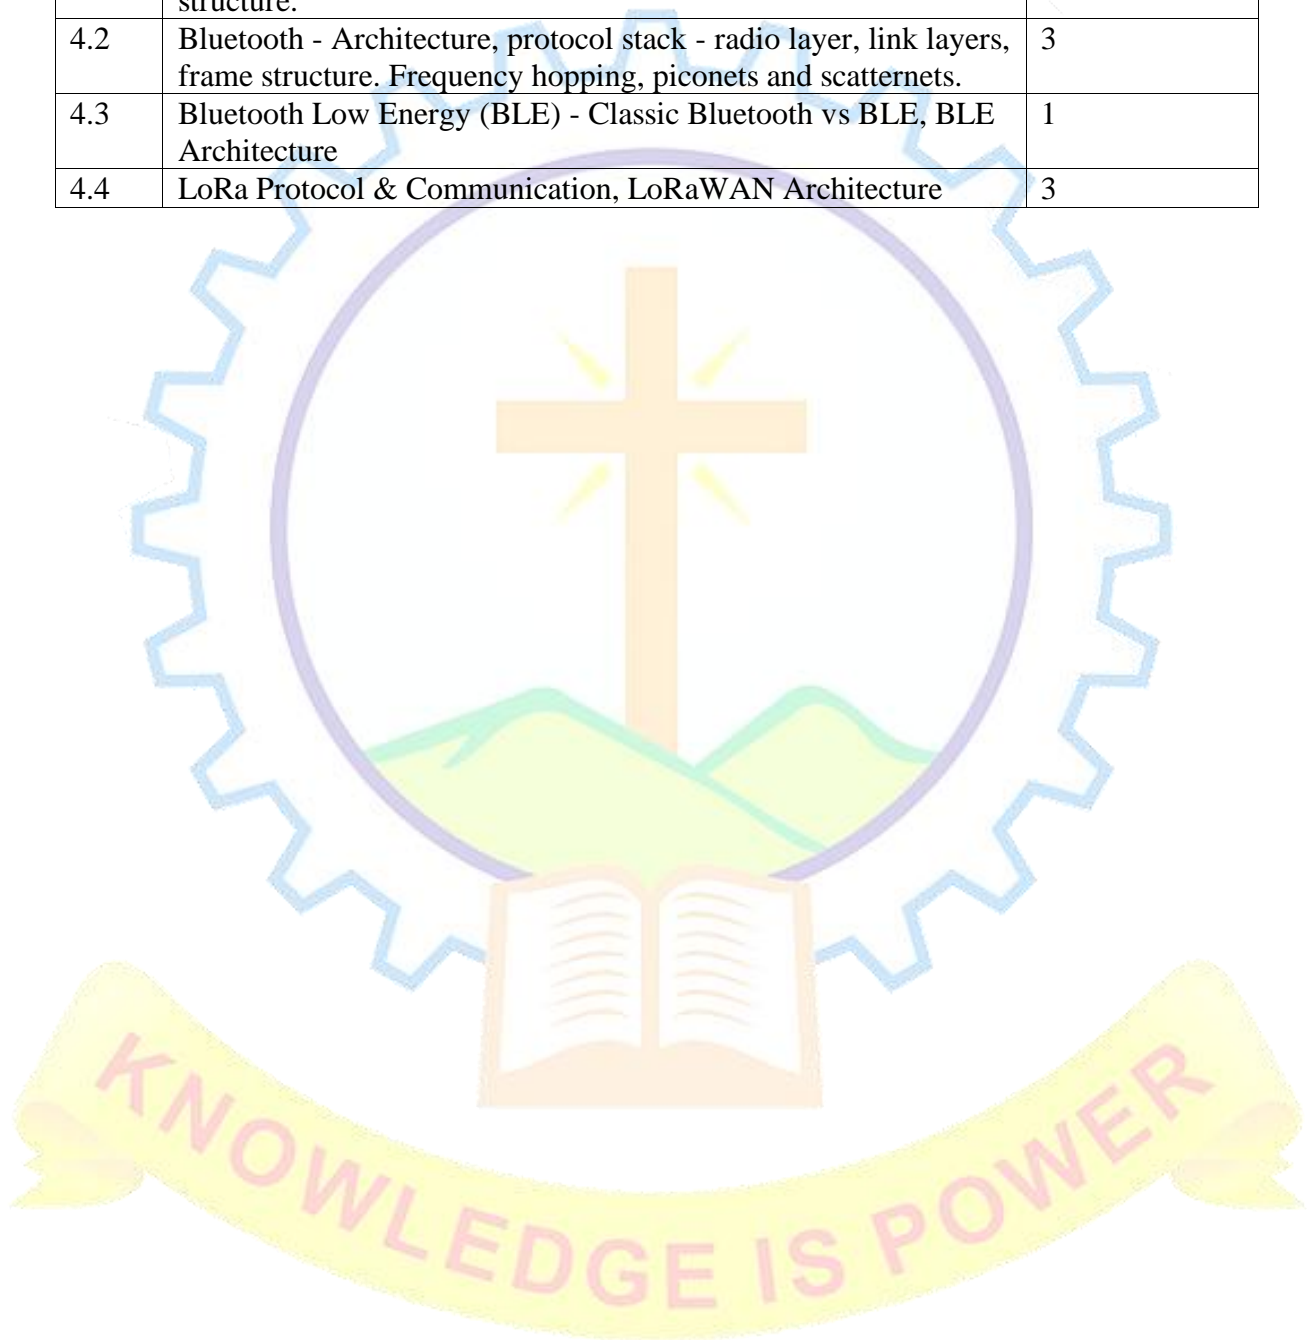 structure.
4.2 Bluetooth - Architecture, protocol stack - radio layer, link layers, 3
frame structure. Frequency hopping, piconets and scatternets.
4.3 Bluetooth Low Energy (BLE) - Classic Bluetooth vs BLE, BLE 1
Architecture
4.4 LoRa Protocol & Communication, LoRaWAN Architecture 3
KNOWLEDGE IS POWER